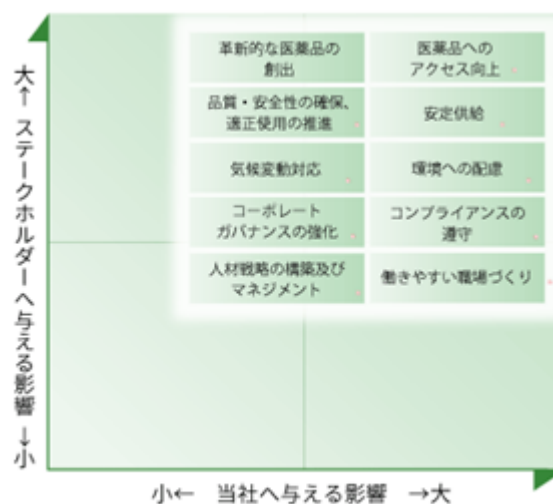 革新的な医薬品の
創出
医薬品への
アクセス向上
品質・安全性の確保、
適正使用の推進
安定供給
気候変動対応
環境への配慮
コーポレート
ガバナンスの強化
コンプライアンスの
遵守
人材戦略の構築及び
マネジメント
働きやすい職場づくり
大↑ ステークホルダーへ与える影響 ↓小
小← 当社へ与える影響 →大